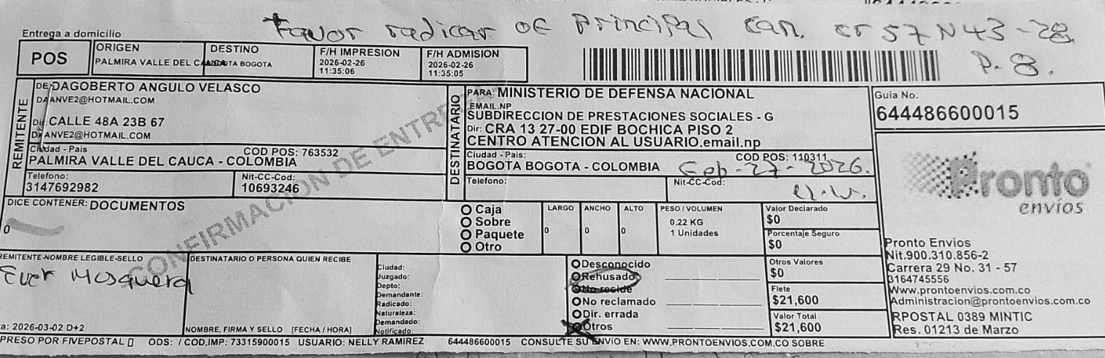 Favor radicar oe principal can. cr 57 N 43-28
P. 8.
Entrega a domicilio
POS
ORIGEN
PALMIRA VALLE DEL CAUCA
DESTINO
BOGOTA BOGOTA
F/H IMPRESION
2026-02-26
11:35:06
F/H ADMISION
2026-02-26
11:35:05
REMITENTE
DE: DAGOBERTO ANGULO VELASCO
DAANVE2@HOTMAIL.COM
Dir: CALLE 48A 23B 67
DAANVE2@HOTMAIL.COM
Ciudad - Pais COD POS: 763532
PALMIRA VALLE DEL CAUCA - COLOMBIA
Telefono:
3147692982
Nit-CC-Cod:
10693246
DESTINATARIO
PARA: MINISTERIO DE DEFENSA NACIONAL
EMAIL.NP
SUBDIRECCION DE PRESTACIONES SOCIALES - G
Dir: CRA 13 27-00 EDIF BOCHICA PISO 2
CENTRO ATENCION AL USUARIO.email.np
Ciudad - Pais: COD POS: 110311
BOGOTA BOGOTA - COLOMBIA
Feb-27-2026.
Telefono:
Nit-CC-Cod:
Guia No.
644486600015
Pronto
envíos
CONFIRMACION DE ENTREGA
DICE CONTENER: DOCUMENTOS
0
Caja
Sobre
Paquete
Otro
LARGO
0
ANCHO
0
ALTO
0
PESO / VOLUMEN
0.22 KG
1 Unidades
Valor Declarado
$0
Porcentaje Seguro
$0
Otros Valores
$0
Flete
$21,600
Valor Total
$21,600
Pronto Envios
Nit.900.310.856-2
Carrera 29 No. 31 - 57
3164745556
Www.prontoenvios.com.co
Administracion@prontoenvios.com.co
RPOSTAL 0389 MINTIC
Res. 01213 de Marzo
REMITENTE-NOMBRE LEGIBLE-SELLO
Ever Mosquera
DESTINATARIO O PERSONA QUIEN RECIBE
NOMBRE, FIRMA Y SELLO [FECHA / HORA]
Ciudad:
Juzgado:
Depto:
Demandante:
Radicado:
Naturaleza:
Demandado:
Notificado:
Desconocido
Rehusado
No reside
No reclamado
Dir. errada
Otros
a: 2026-03-02 D+2
PRESO POR FIVEPOSTAL ODS: / COD,IMP: 73315900015 USUARIO: NELLY RAMIREZ 644486600015 CONSULTE SU ENVIO EN: WWW.PRONTOENVIOS.COM.CO SOBRE